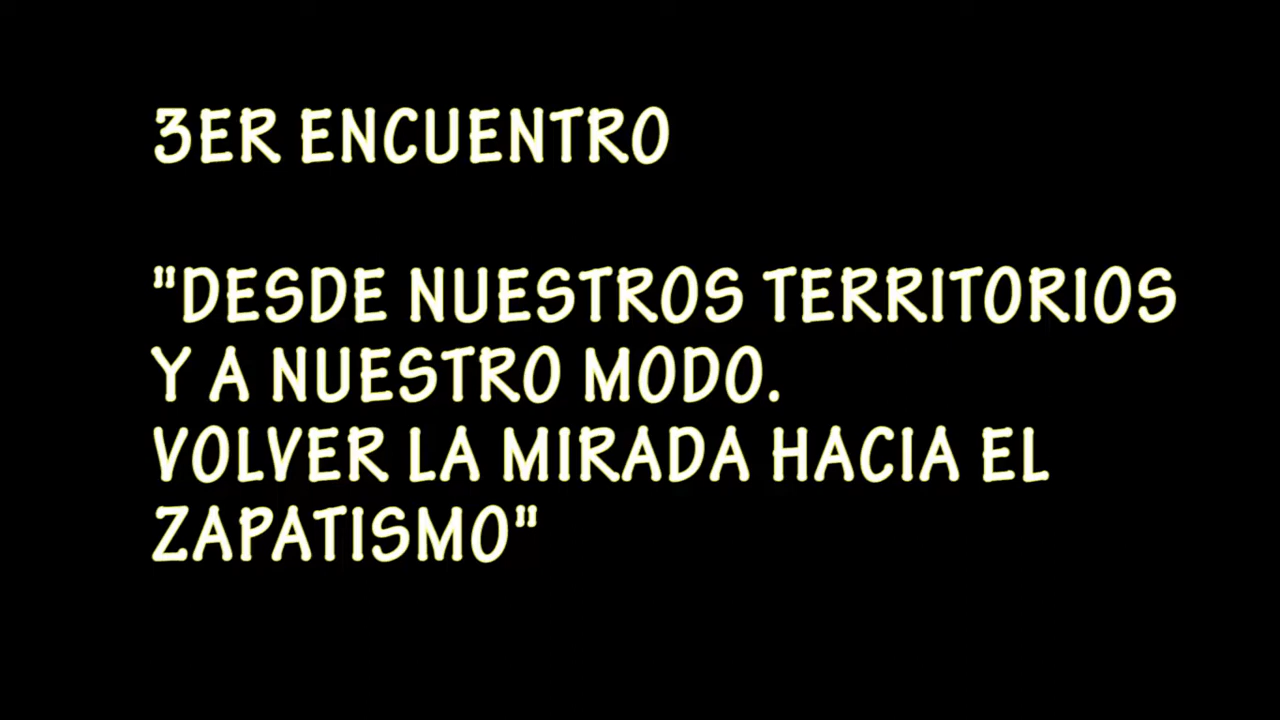 3ER ENCUENTRO
"DESDE NUESTROS TERRITORIOS
Y A NUESTRO MODO.
VOLVER LA MIRADA HACIA EL
ZAPATISMO"